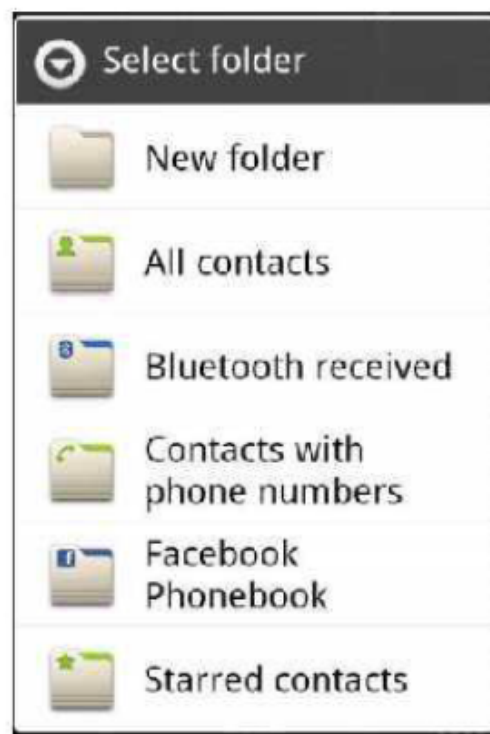 Select folder
New folder
All contacts
Bluetooth received
Contacts with
phone numbers
Facebook
Phonebook
Starred contacts